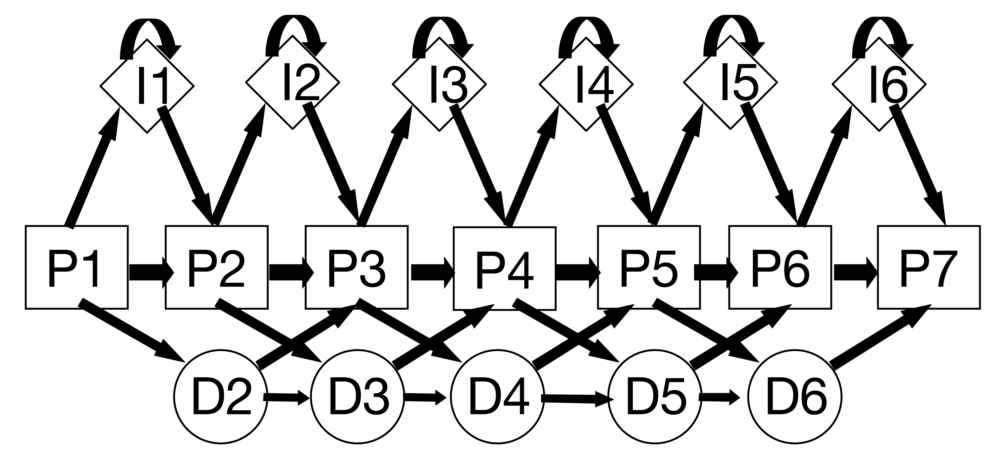 I1 I2 I3 I4 I5 I6
P1 P2 P3 P4 P5 P6 P7
D2 D3 D4 D5 D6